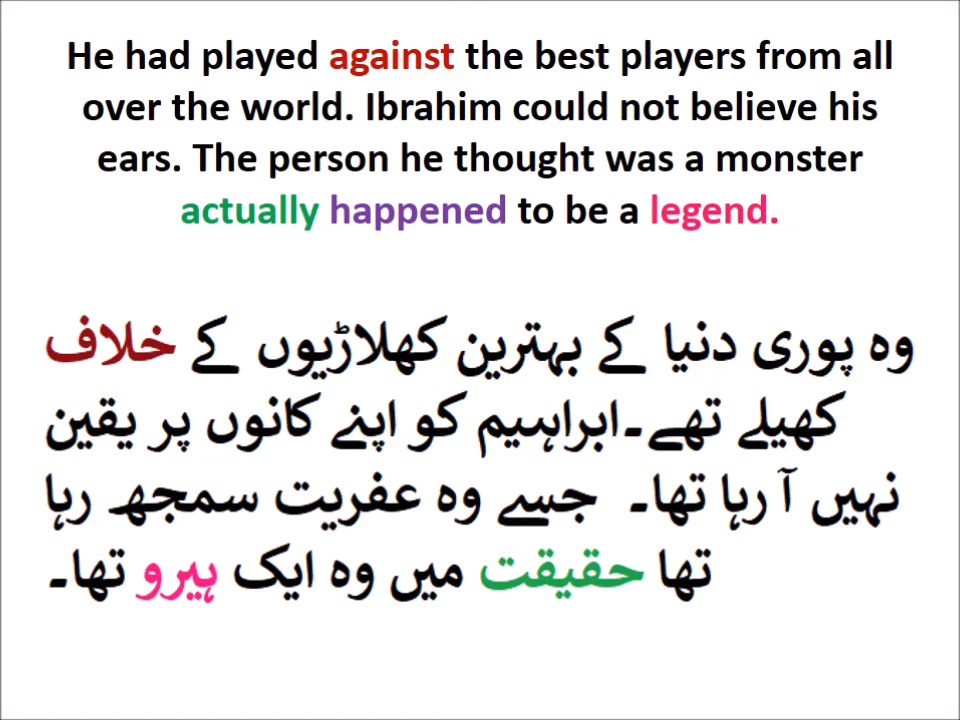 He had played against the best players from all
over the world. Ibrahim could not believe his
ears. The person he thought was a monster
actually happened to be a legend.
وہ پوری دنیا کے بہترین کھلاڑیوں کے خلاف
کھیلے تھے۔ ابراہیم کو اپنے کانوں پر یقین
نہیں آ رہا تھا۔ جسے وہ عفریت سمجھ رہا
تھا حقیقت میں وہ ایک ہیرو تھا۔